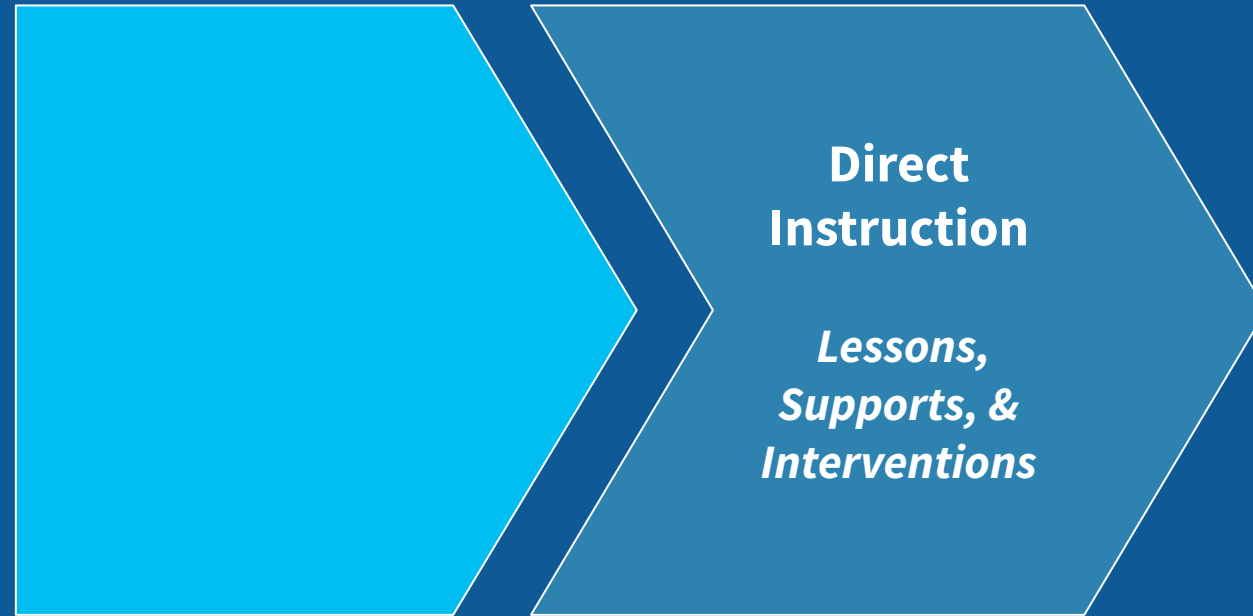 Direct
Instruction
Lessons,
Supports, &
Interventions